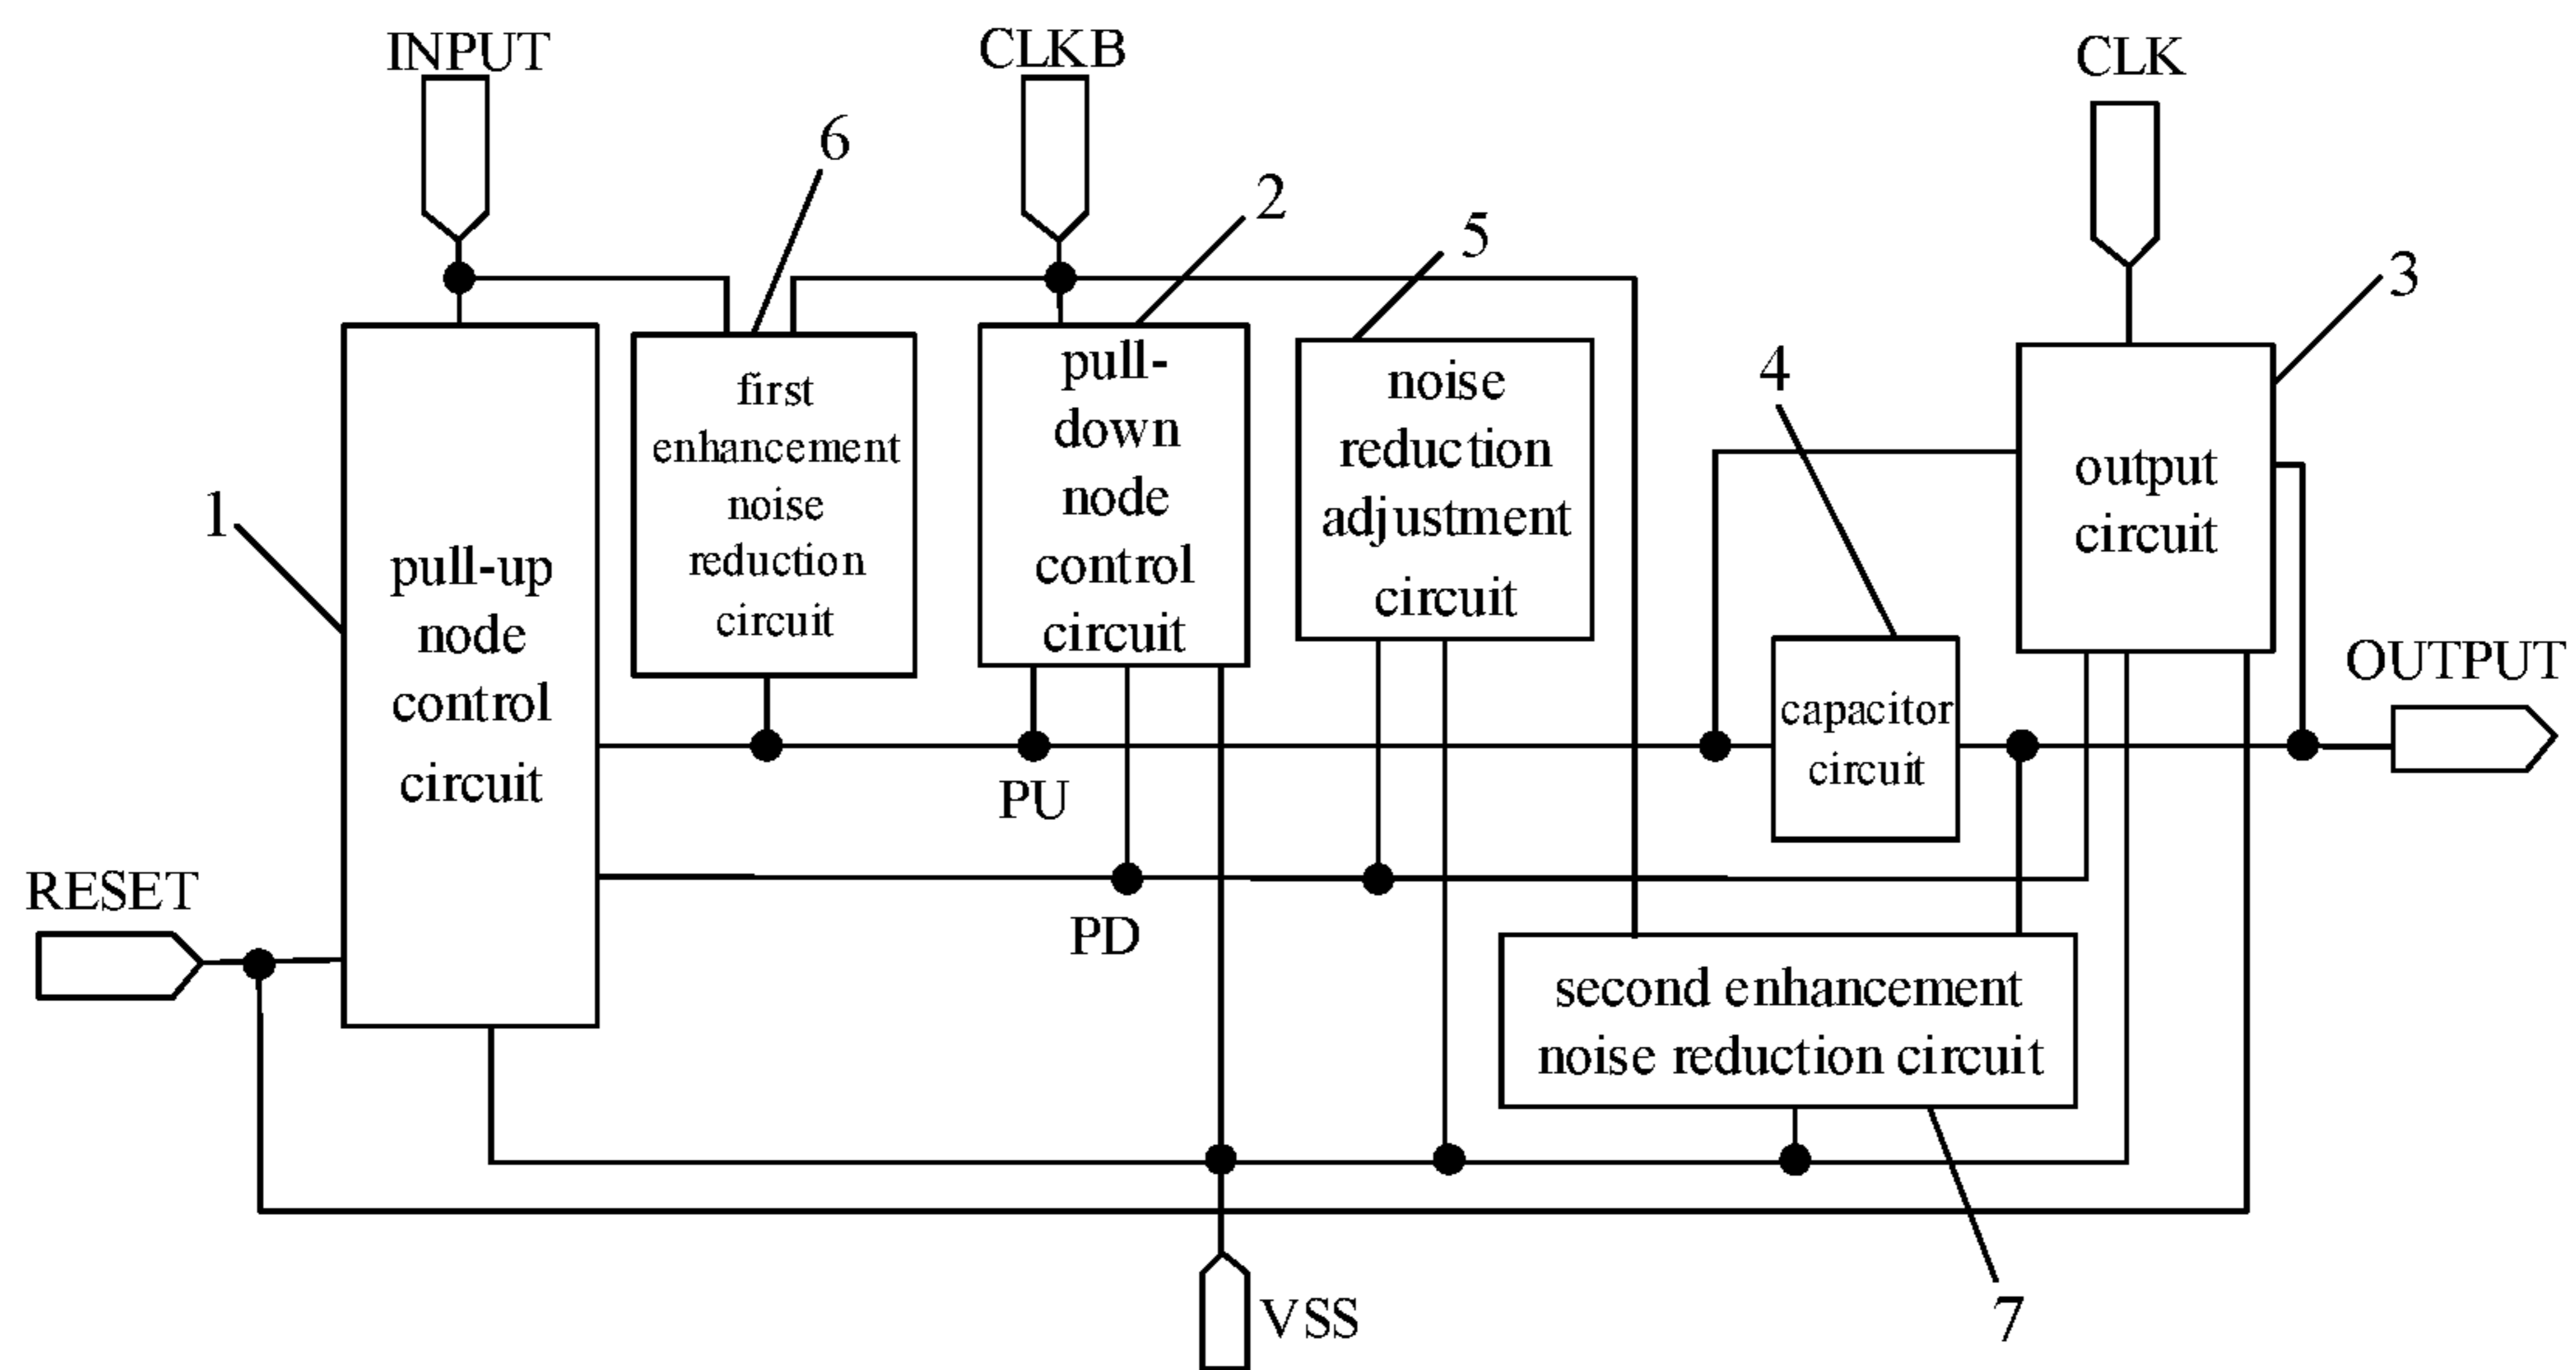 INPUT
CLKB
CLK
6
2
5
3
4
1
pull-up
node
control
circuit
first
enhancement
noise
reduction
circuit
pull-
down
node
control
circuit
noise
reduction
adjustment
circuit
capacitor
circuit
output
circuit
OUTPUT
PU
PD
RESET
second enhancement
noise reduction circuit
VSS
7